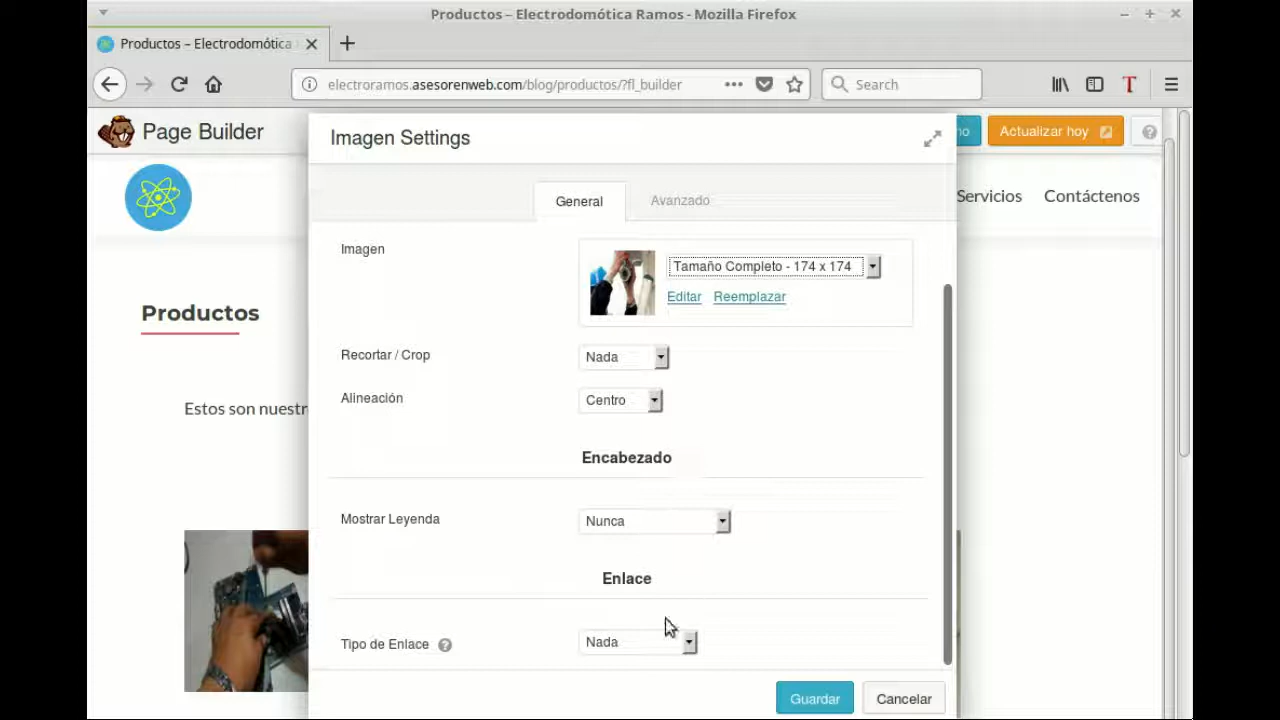 Productos – Electrodomótica Ramos - Mozilla Firefox
Productos – Electrodomótica
electroramos.asesorenweb.com/blog/productos/?fl_builder
Search
Page Builder
Imagen Settings
Actualizar hoy
General
Avanzado
Servicios
Contáctenos
Imagen
Tamaño Completo - 174 x 174
Editar
Reemplazar
Productos
Recortar / Crop
Nada
Alineación
Centro
Estos son nuestr
Encabezado
Mostrar Leyenda
Nunca
Enlace
Tipo de Enlace
Nada
Guardar
Cancelar